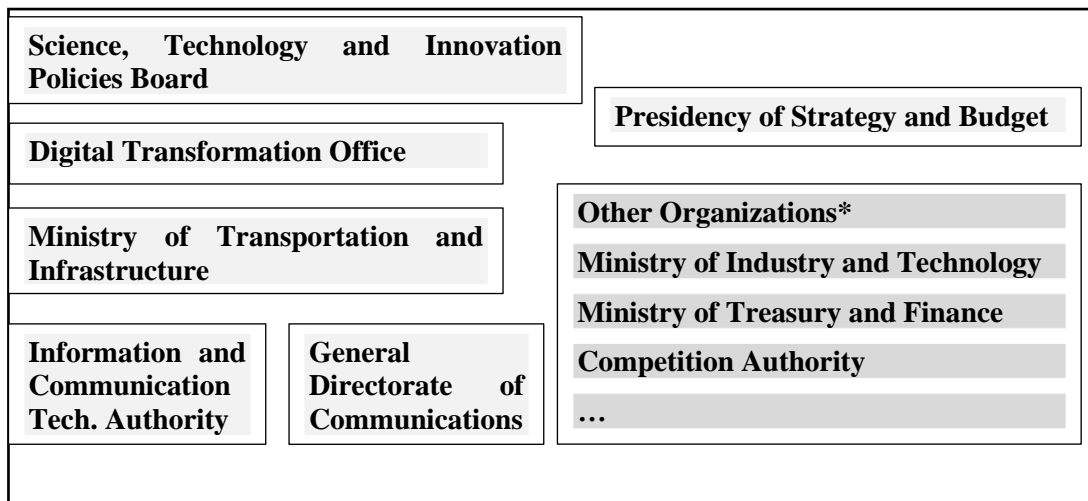 Science, Technology and Innovation
Policies Board
Presidency of Strategy and Budget
Digital Transformation Office
Ministry of Transportation and
Infrastructure
Information and
Communication
Tech. Authority
General
Directorate of
Communications
Other Organizations*
Ministry of Industry and Technology
Ministry of Treasury and Finance
Competition Authority
…